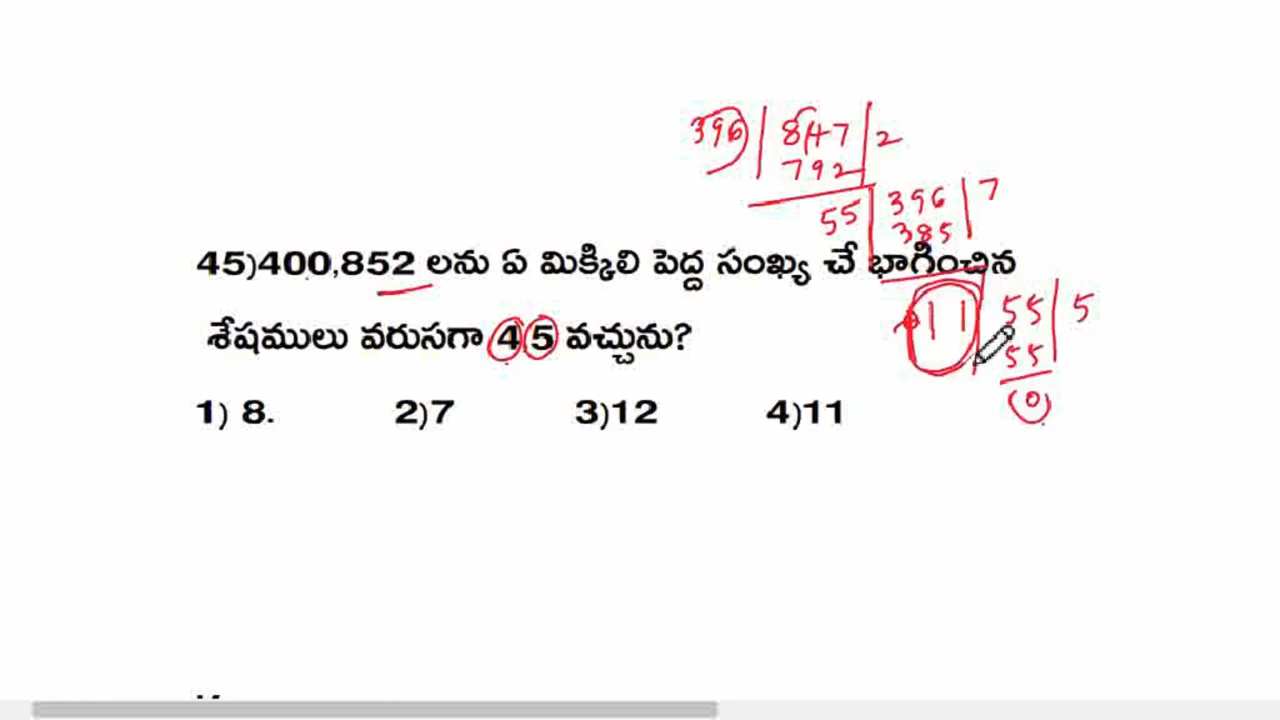 396 847 2
792
55 396 7
385
45)400,852 లను ఏ మిక్కిలి పెద్ద సంఖ్య చే భాగించిన
11 55 5
శేషములు వరుసగా 4 5 వచ్చును?
55
0
1) 8. 2)7 3)12 4)11